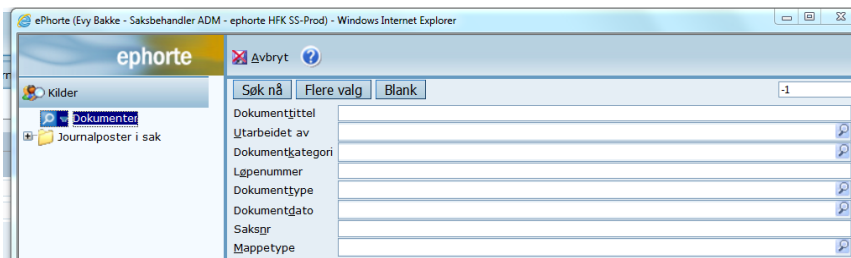 ePhorte (Evy Bakke - Saksbehandler ADM - ephorte HFK SS-Prod) - Windows Internet Explorer
ephorte
Avbryt
Kilder
Søk nå Flere valg Blank -1
Dokumenter
Journalposter i sak
Dokumenttittel
Utarbeidet av
Dokumentkategori
Løpenummer
Dokumenttype
Dokumentdato
Saksnr
Mappetype